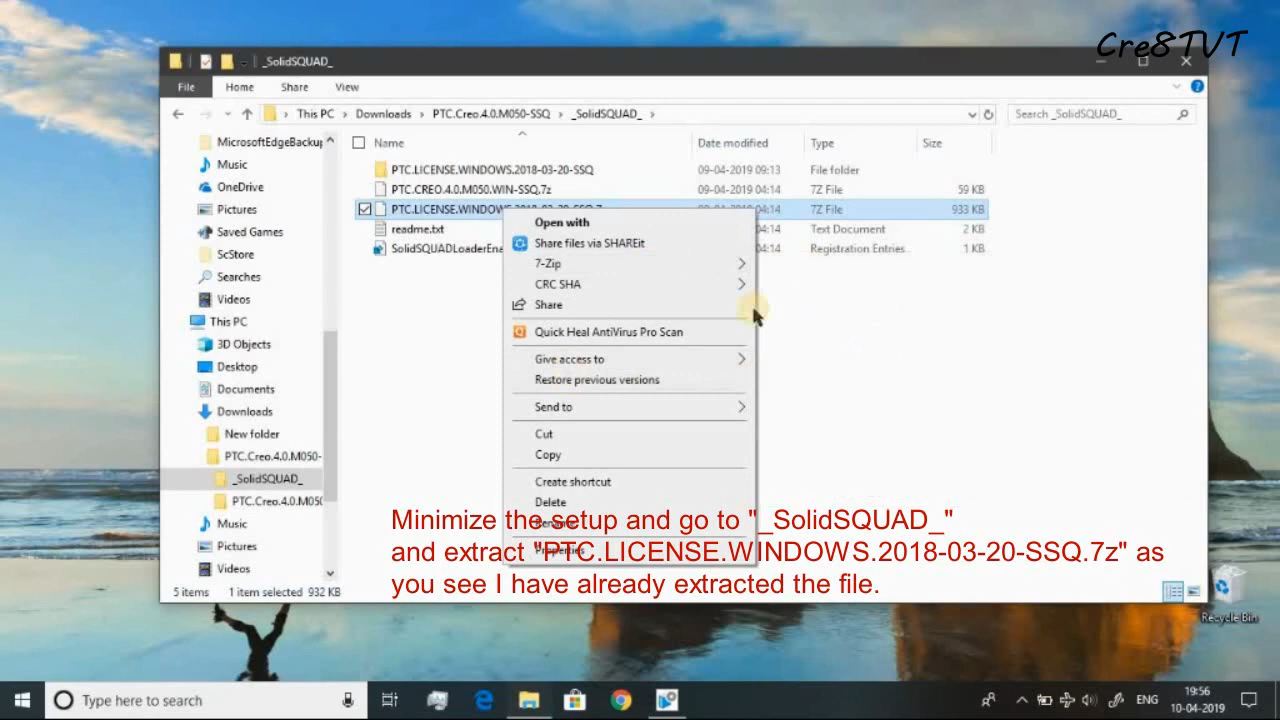 Cre8TVT
_SolidSQUAD_
File Home Share View
This PC Downloads PTC.Creo.4.0.M050-SSQ _SolidSQUAD_
Search _SolidSQUAD_
Name Date modified Type Size
MicrosoftEdgeBackup
Music
OneDrive
Pictures
Saved Games
ScStore
Searches
Videos
This PC
3D Objects
Desktop
Documents
Downloads
New folder
PTC.Creo.4.0.M050-
_SolidSQUAD_
PTC.Creo.4.0.M050
Music
Pictures
Videos
PTC.LICENSE.WINDOWS.2018-03-20-SSQ 09-04-2019 09:13 File folder
PTC.CREO.4.0.M050.WIN-SSQ.7z 09-04-2019 04:14 7Z File 59 KB
PTC.LICENSE.WINDOWS.2018-03-20-SSQ.7 09-04-2019 04:14 7Z File 933 KB
readme.txt 04:14 Text Document 2 KB
SolidSQUADLoaderEna 04:14 Registration Entries 1 KB
Open with
Share files via SHAREit
7-Zip
CRC SHA
Share
Quick Heal AntiVirus Pro Scan
Give access to
Restore previous versions
Send to
Cut
Copy
Create shortcut
Delete
Rename
Properties
Minimize the setup and go to "_SolidSQUAD_"
and extract "PTC.LICENSE.WINDOWS.2018-03-20-SSQ.7z" as
you see I have already extracted the file.
5 items 1 item selected 932 KB
Recycle Bin
Type here to search
ENG
19:56
10-04-2019